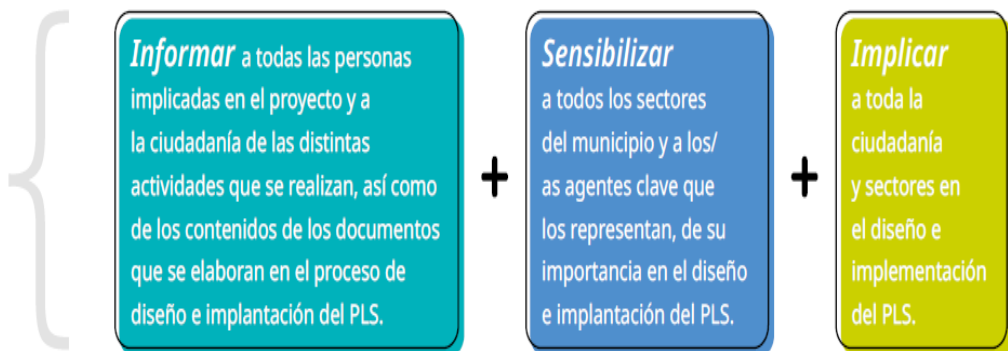 Informar a todas las personas
implicadas en el proyecto y a
la ciudadanía de las distintas
actividades que se realizan, así como
de los contenidos de los documentos
que se elaboran en el proceso de
diseño e implantación del PLS.
+
Sensibilizar
a todos los sectores
del municipio y a los/
as agentes clave que
los representan, de su
importancia en el diseño
e implantación del PLS.
+
Implicar
a toda la
ciudadanía
y sectores en
el diseño e
implementación
del PLS.